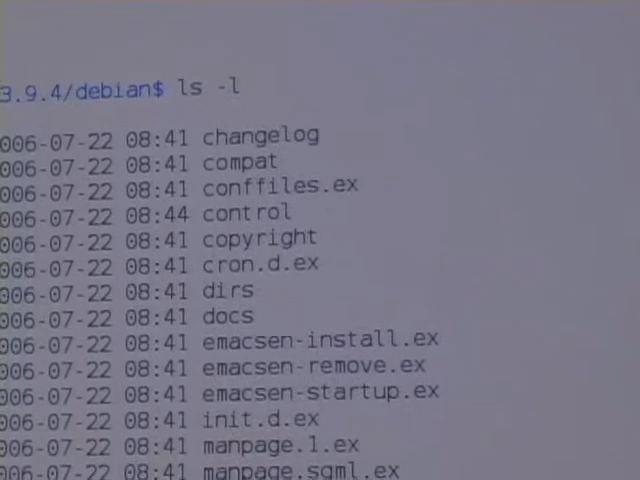 3.9.4/debian$ ls -l
006-07-22 08:41 changelog
006-07-22 08:41 compat
006-07-22 08:41 conffiles.ex
006-07-22 08:44 control
006-07-22 08:41 copyright
006-07-22 08:41 cron.d.ex
006-07-22 08:41 dirs
006-07-22 08:41 docs
006-07-22 08:41 emacsen-install.ex
006-07-22 08:41 emacsen-remove.ex
006-07-22 08:41 emacsen-startup.ex
006-07-22 08:41 init.d.ex
006-07-22 08:41 manpage.1.ex
006-07-22 08:41 manpage.sgml.ex